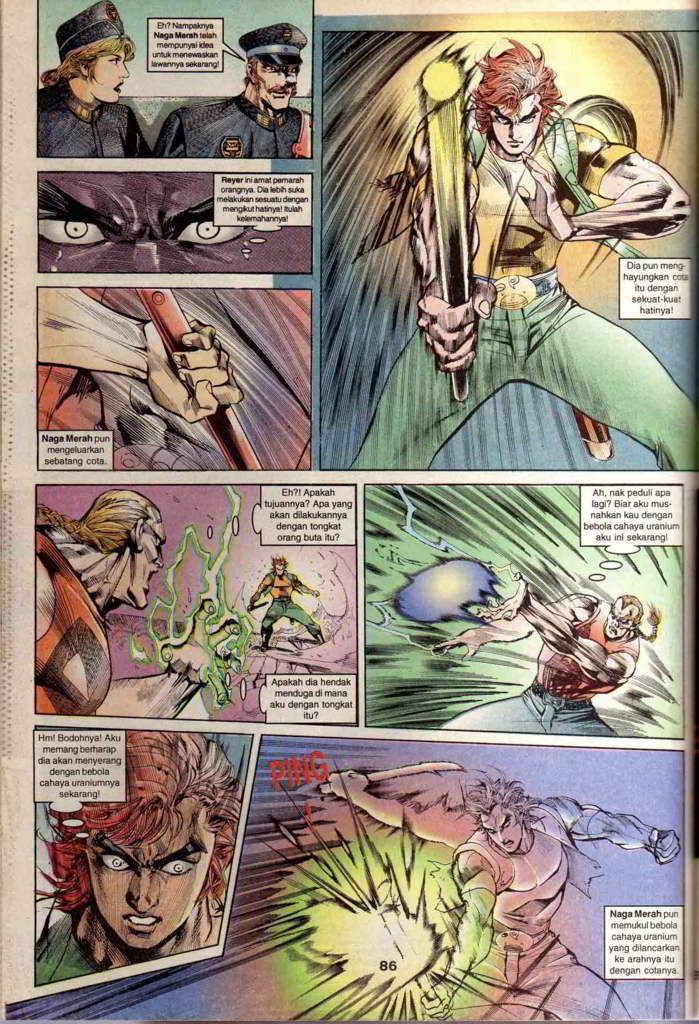 Eh? Nampaknya
Naga Merah telah
mempunyai idea
untuk menewaskan
lawannya sekarang!
Reyer ini amat pemarah
orangnya. Dia lebih suka
melakukan sesuatu dengan
mengikut hatinya! Itulah
kelemahannya!
Naga Merah pun
mengeluarkan
sebatang cota.
Dia pun meng-
hayungkan cota
itu dengan
sekuat-kuat
hatinya!
Eh?! Apakah
tujuannya? Apa yang
akan dilakukannya
dengan tongkat
orang buta itu?
Apakah dia hendak
menduga di mana
aku dengan tongkat
itu?
Ah, nak peduli apa
lagi? Biar aku mus-
nahkan kau dengan
bebola cahaya uranium
aku ini sekarang!
Hm! Bodohnya! Aku
memang berharap
dia akan menyerang
dengan bebola
cahaya uraniumnya
sekarang!
PING
Naga Merah pun
memukul bebola
cahaya uranium
yang dilancarkan
ke arahnya itu
dengan cotanya.
86